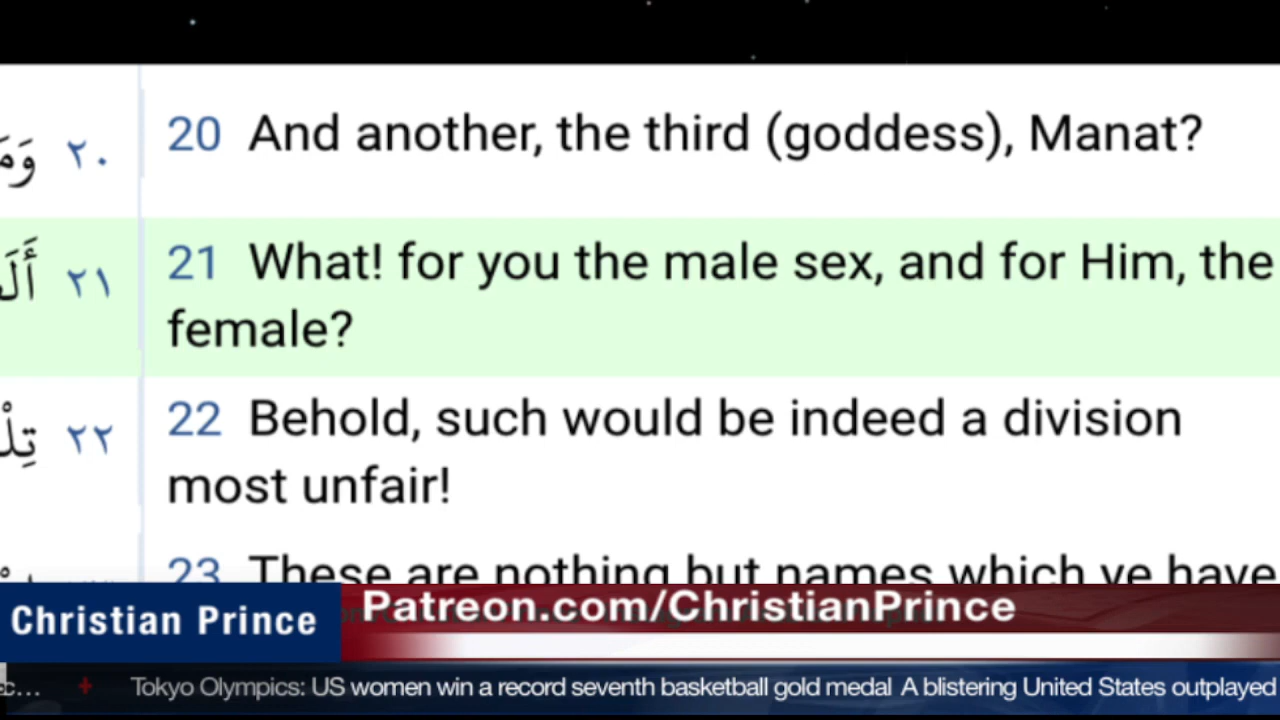 ٢٠ 20 And another, the third (goddess), Manat?
٢١ 21 What! for you the male sex, and for Him, the
female?
٢٢ 22 Behold, such would be indeed a division
most unfair!
23 These are nothing but names which ye have
Christian Prince
Patreon.com/ChristianPrince
c... Tokyo Olympics: US women win a record seventh basketball gold medal A blistering United States outplayed